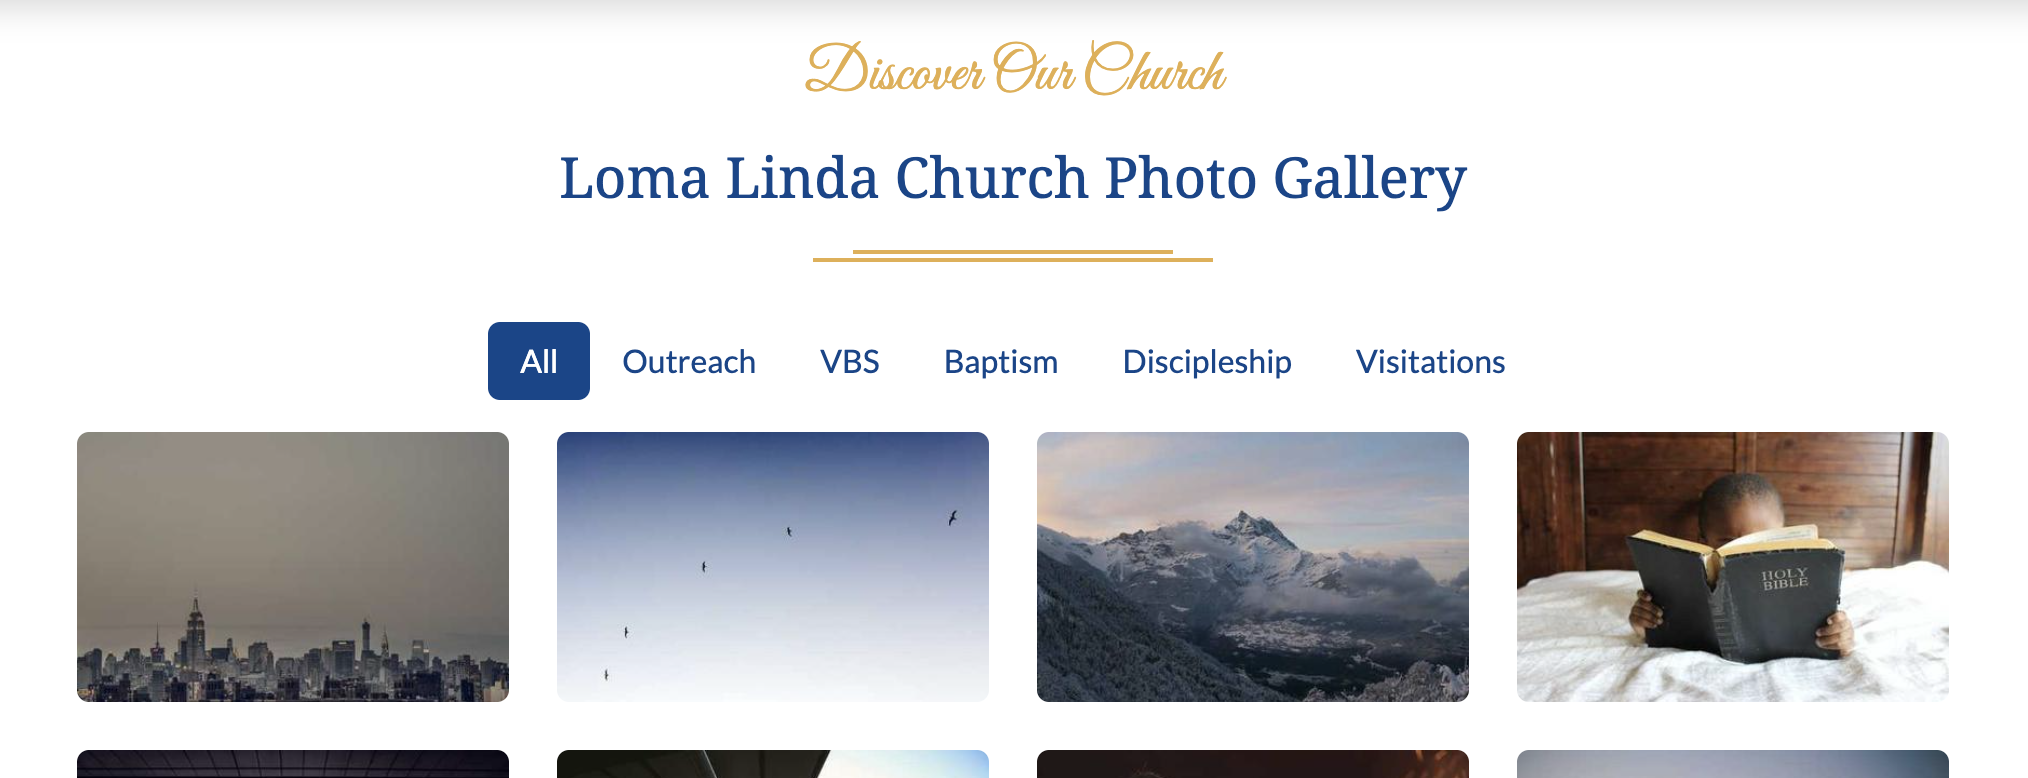 Discover Our Church
Loma Linda Church Photo Gallery
All Outreach VBS Baptism Discipleship Visitations
HOLY
BIBLE